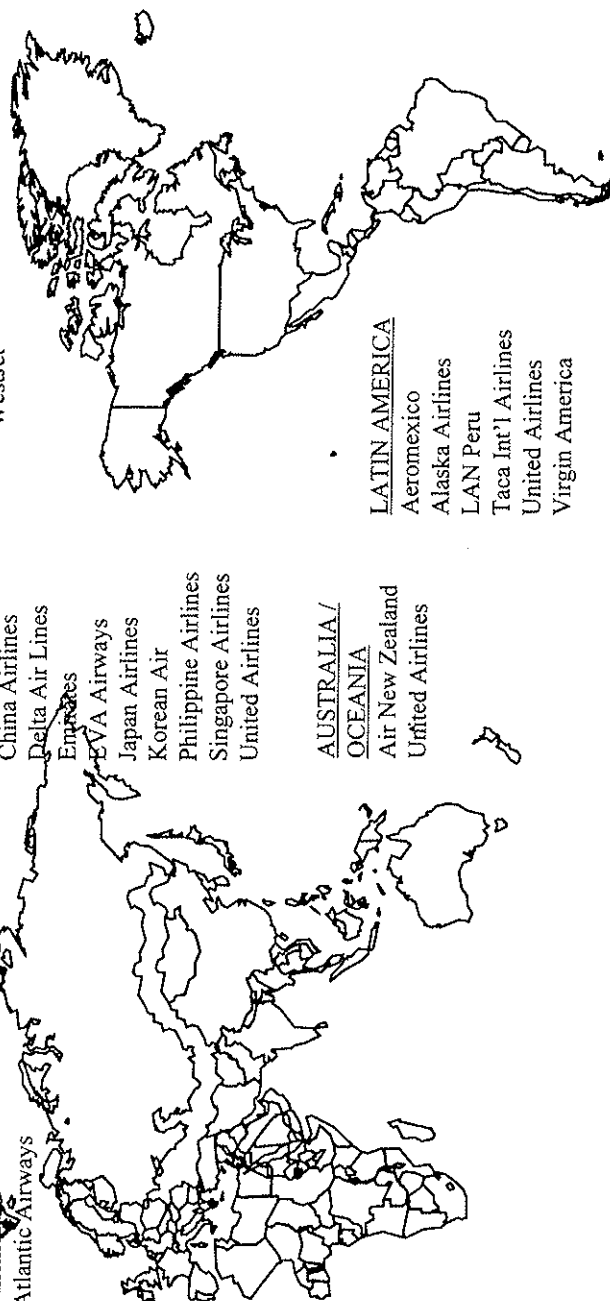 Atlantic Airways
China Airlines
Delta Air Lines
Emirates
EVA Airways
Japan Airlines
Korean Air
Philippine Airlines
Singapore Airlines
United Airlines
AUSTRALIA /
OCEANIA
Air New Zealand
United Airlines
LATIN AMERICA
Aeromexico
Alaska Airlines
LAN Peru
Taca Int'l Airlines
United Airlines
Virgin America